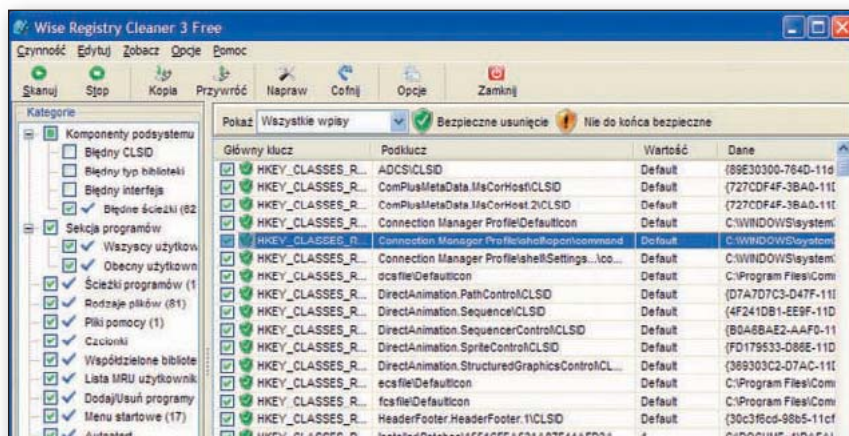 Wise Registry Cleaner 3 Free
Czynność Edytuj Zobacz Opcje Pomoc
Skanuj Stop Kopia Przywróć Napraw Cofnij Opcje Zamknij
Kategorie
Komponenty podsystemu
Błędny CLSID
Błędny typ biblioteki
Błędny interfejs
Błędne ścieżki (62
Sekcja programów
Wszyscy użytkow
Obecny użytkown
Ścieżki programów (1
Rodzaje plików (81)
Pliki pomocy (1)
Czcionki
Współdzielone bibliote
Lista MRU użytkownik
Dodaj/Usuń programy
Menu startowe (17)
Autostart
Pokaż Wszystkie wpisy Bezpieczne usunięcie Nie do końca bezpieczne
Główny klucz Podklucz Wartość Dane
HKEY_CLASSES_R... ADCS\CLSID Default {89E30300-764D-11d
HKEY_CLASSES_R... ComPlusMetaData.MsCorHost\CLSID Default {727CDF4F-3BA0-11D
HKEY_CLASSES_R... ComPlusMetaData.MsCorHost.2\CLSID Default {727CDF4F-3BA0-11D
HKEY_CLASSES_R... Connection Manager Profile\DefaultIcon Default C:\WINDOWS\system
HKEY_CLASSES_R... Connection Manager Profile\shell\open\command Default C:\WINDOWS\system
HKEY_CLASSES_R... Connection Manager Profile\shell\Settings...\co... Default C:\WINDOWS\system
HKEY_CLASSES_R... dcsfile\DefaultIcon Default C:\Program Files\Com
HKEY_CLASSES_R... DirectAnimation.PathControl\CLSID Default {D7A7D7C3-D47F-11D
HKEY_CLASSES_R... DirectAnimation.Sequence\CLSID Default {4F241DB1-EE9F-11D
HKEY_CLASSES_R... DirectAnimation.SequencerControl\CLSID Default {B0A6BAE2-AAF0-11
HKEY_CLASSES_R... DirectAnimation.SpriteControl\CLSID Default {FD179533-D86E-11D
HKEY_CLASSES_R... DirectAnimation.StructuredGraphicsControl\CL... Default {369303C2-D7AC-11D
HKEY_CLASSES_R... ecsfile\DefaultIcon Default C:\Program Files\Com
HKEY_CLASSES_R... fcsfile\DefaultIcon Default C:\Program Files\Com
HKEY_CLASSES_R... HeaderFooter.HeaderFooter.1\CLSID Default {30c3f6cd-98b5-11cf